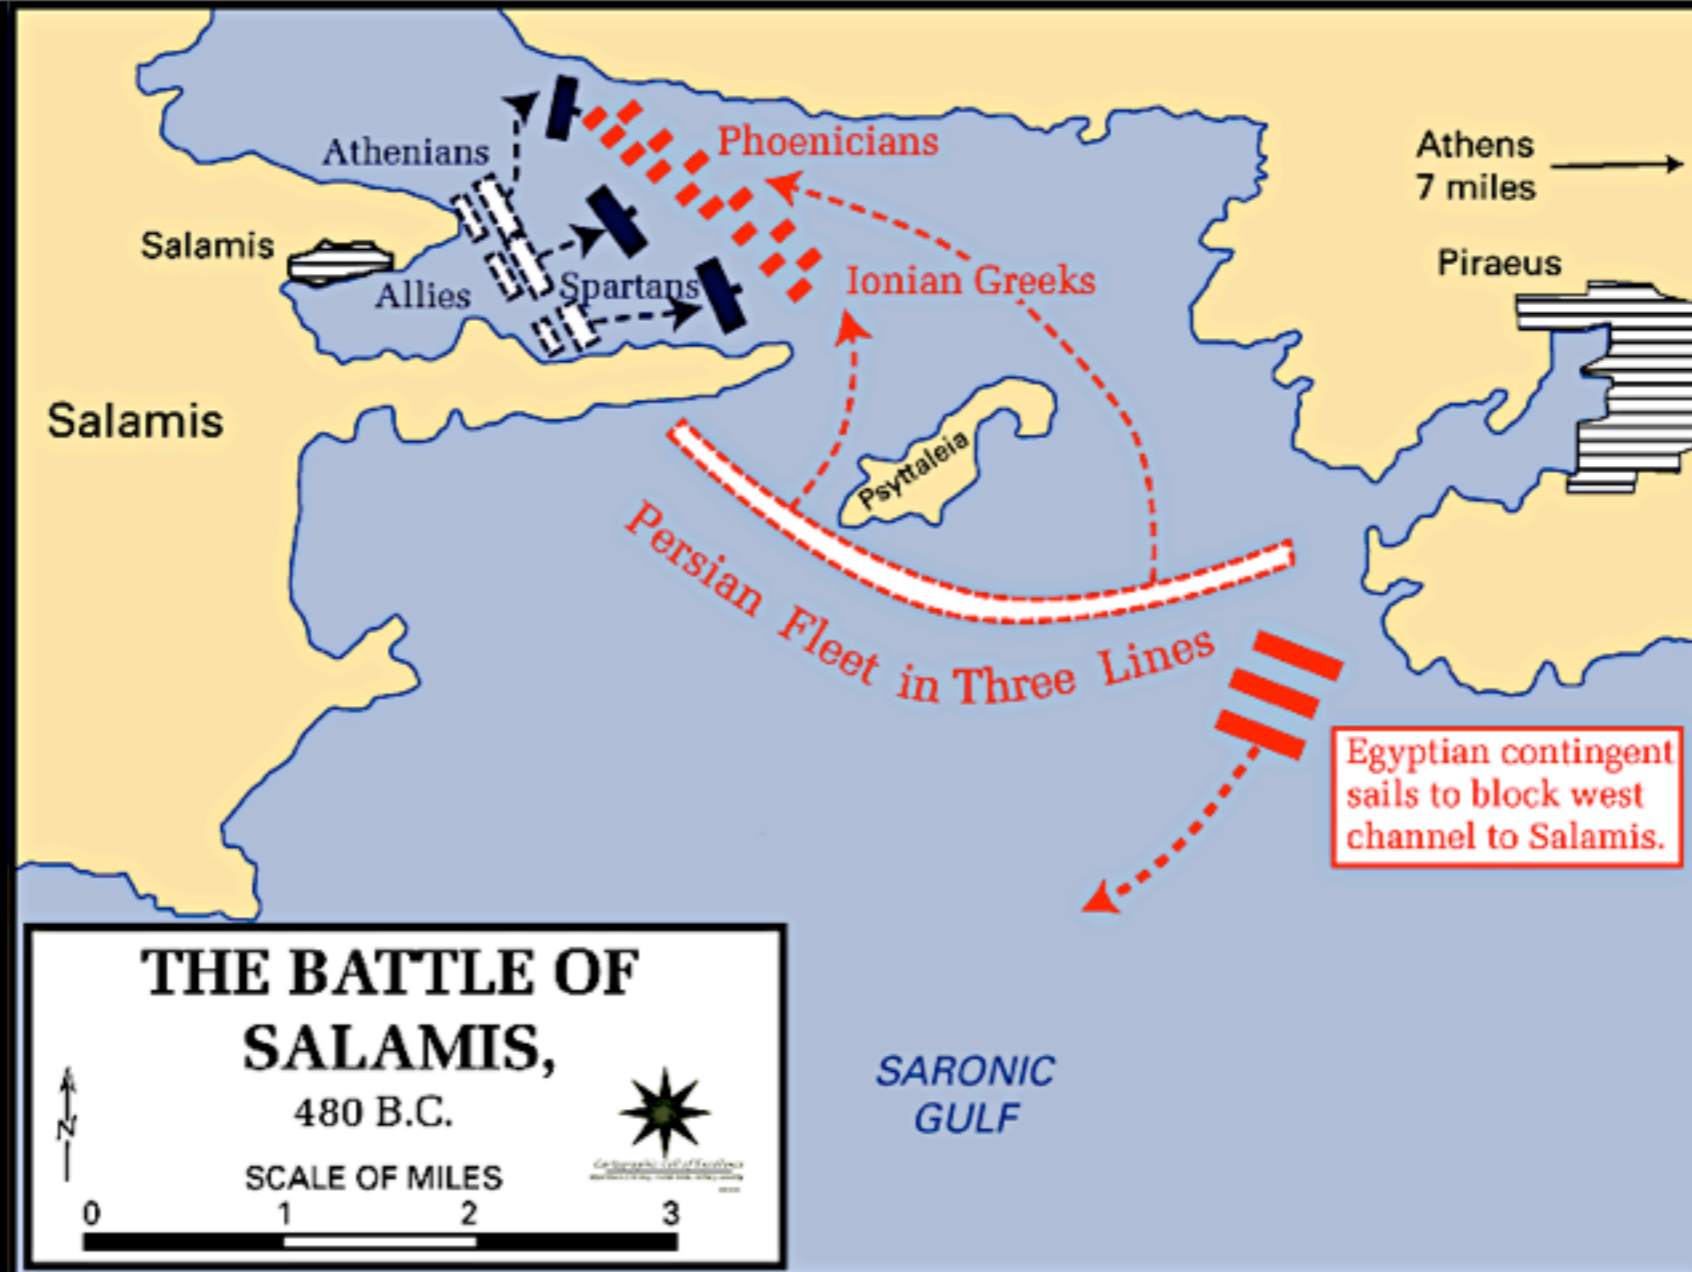 Athenians
Phoenicians
Athens
7 miles
Salamis
Piraeus
Allies
Spartans
Ionian Greeks
Salamis
Psyttaleia
Persian Fleet in Three Lines
Egyptian contingent
sails to block west
channel to Salamis.
THE BATTLE OF
SALAMIS,
480 B.C.
N
SCALE OF MILES
0 1 2 3
SARONIC
GULF